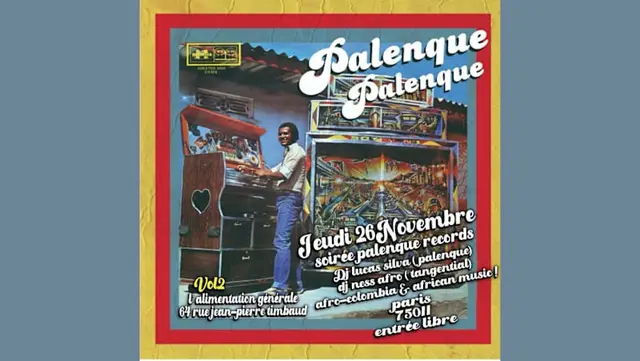 Palenque
Palenque
Jeudi 26 Novembre
soirée palenque records
Dj lucas silva (palenque)
dj ness afro (tangential)
afro-colombia & african music !
paris
75011
entrée libre
Vol2
l'alimentation générale
64 rue jean-pierre timbaud